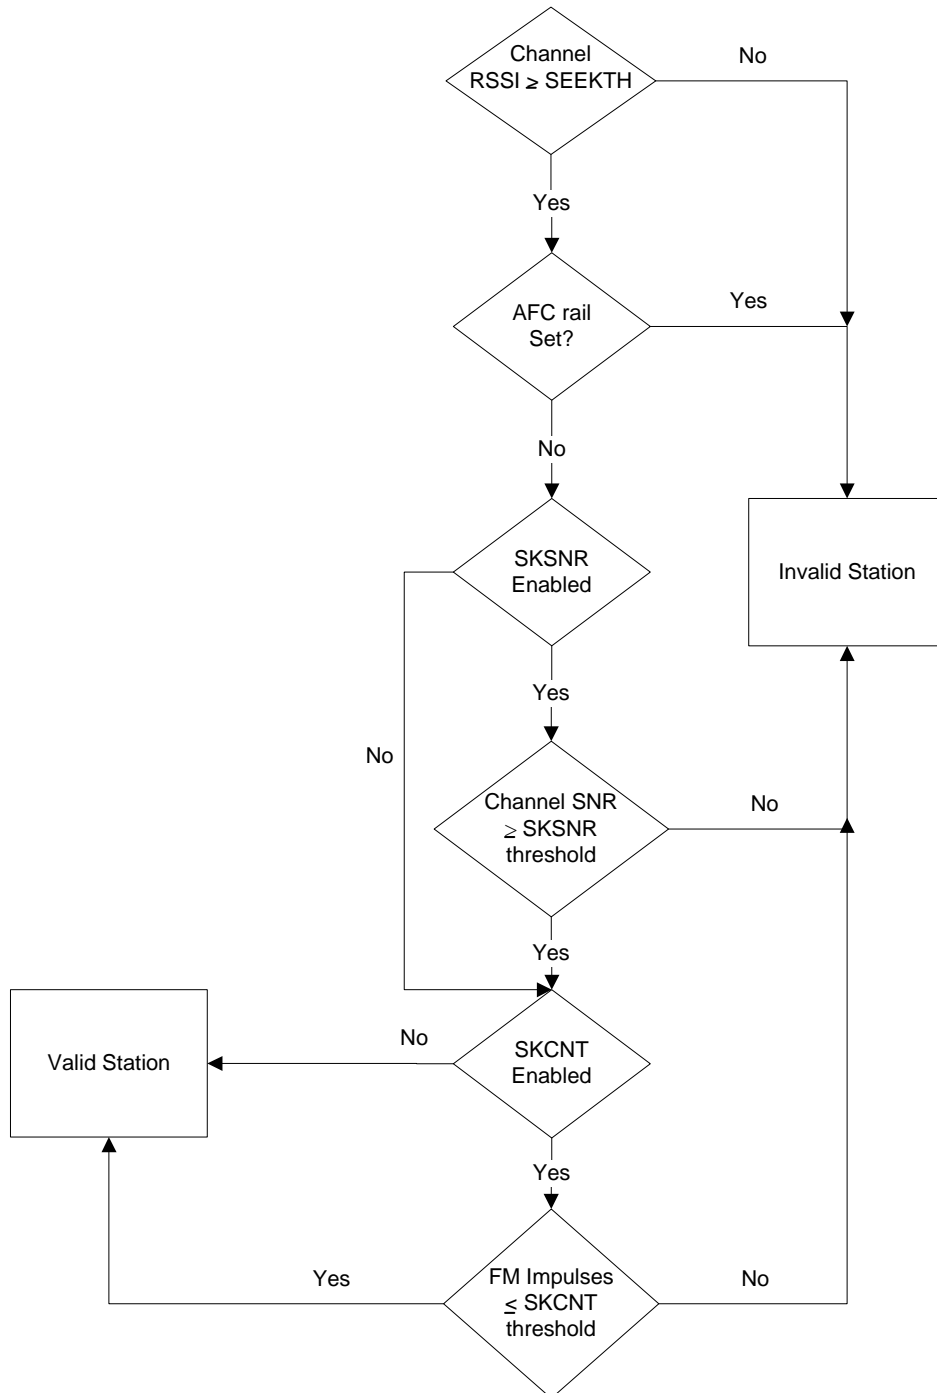 Channel
RSSI ≥ SEEKTH
No
Yes
AFC rail
Set?
Yes
No
SKSNR
Enabled
Invalid Station
Yes
No
Channel SNR
≥ SKSNR
threshold
No
Yes
Valid Station
No
SKCNT
Enabled
Yes
Yes
FM Impulses
≤ SKCNT
threshold
No